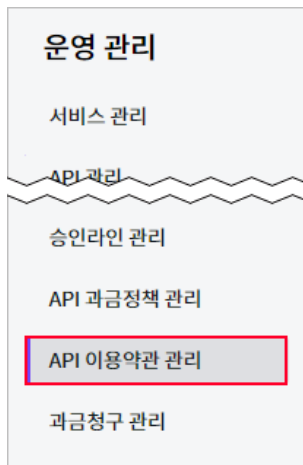 운영 관리
서비스 관리
API 관리
승인라인 관리
API 과금정책 관리
API 이용약관 관리
과금청구 관리